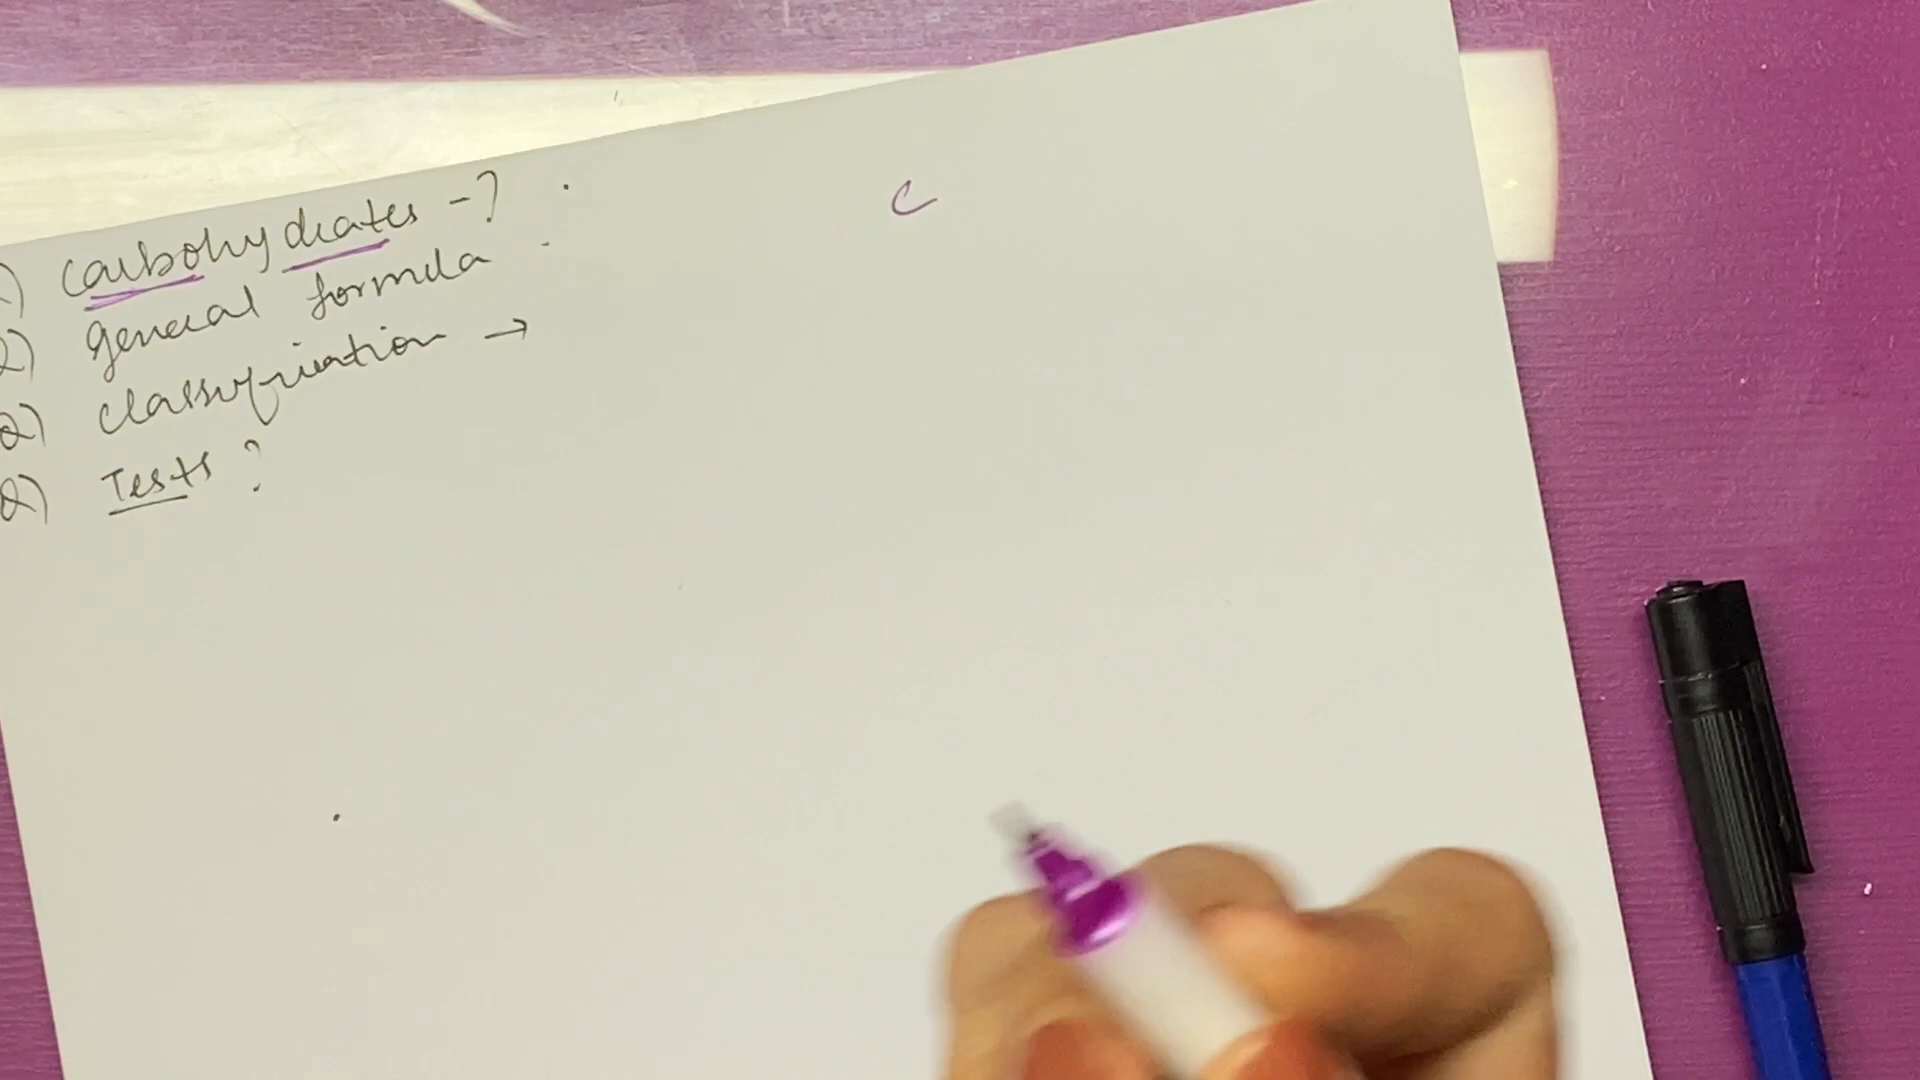 Q) Carbohydrates - ?
Q) general formula
Q) classification →
Q) Tests ?
C